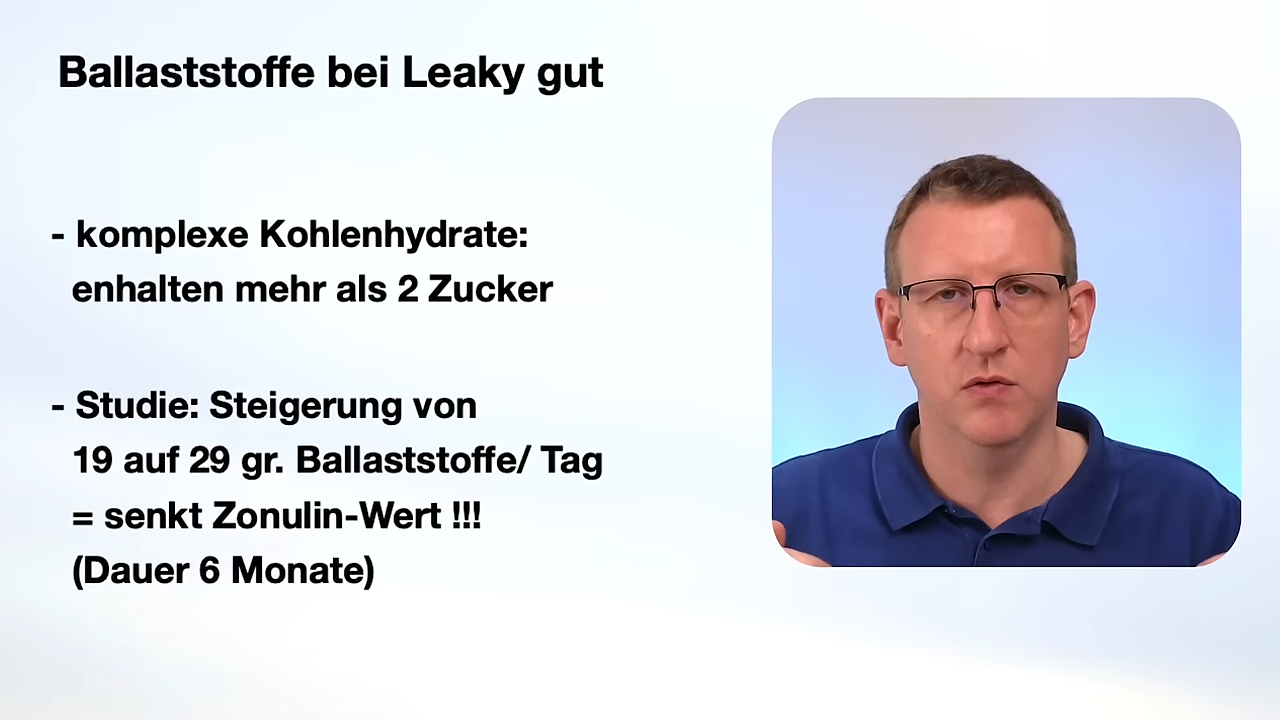 Ballaststoffe bei Leaky gut
- komplexe Kohlenhydrate:
enhalten mehr als 2 Zucker
- Studie: Steigerung von
19 auf 29 gr. Ballaststoffe/ Tag
= senkt Zonulin-Wert !!!
(Dauer 6 Monate)